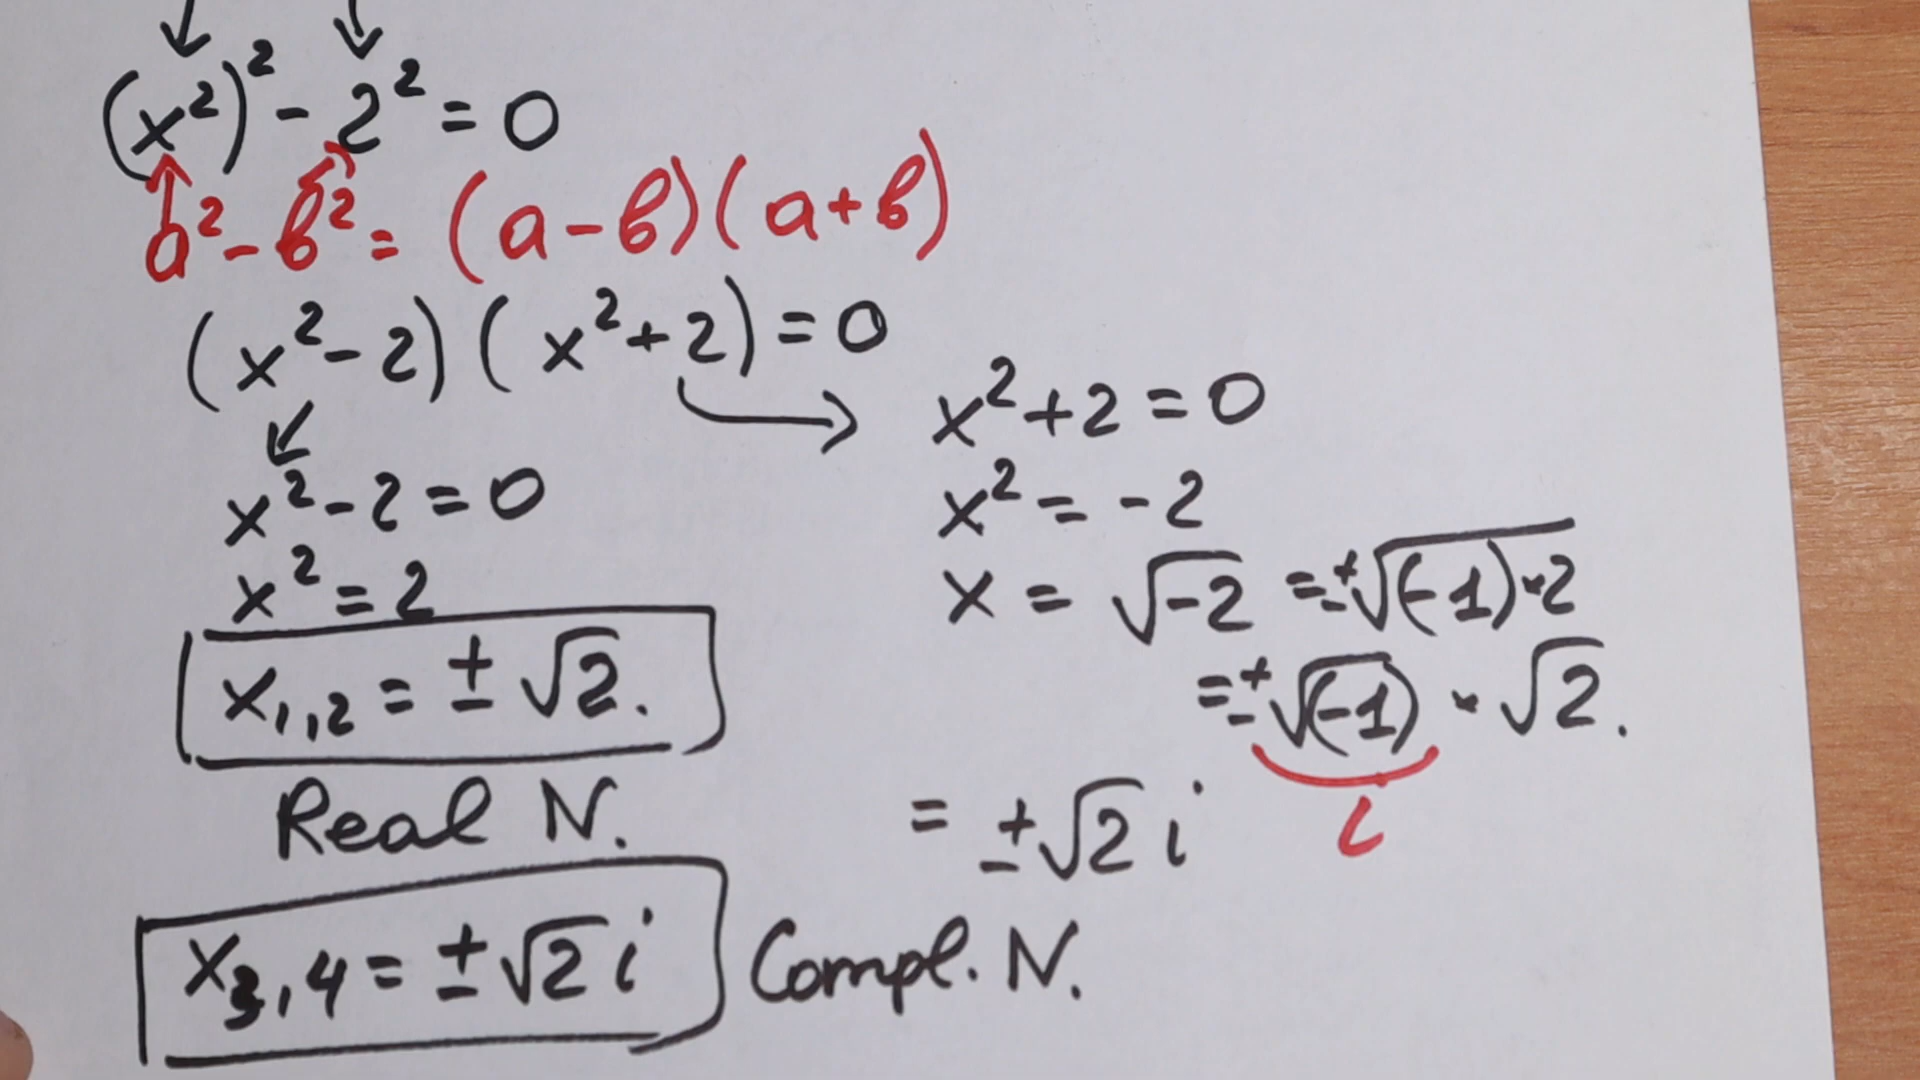 (x²)² - 2² = 0
a² - b² = (a - b)(a + b)
(x² - 2)(x² + 2) = 0
x² - 2 = 0
x² = 2
x₁,₂ = ± √2.
Real N.
x² + 2 = 0
x² = -2
x = √-2 = ±√(-1)·2
= ±√(-1) · √2.
i
= ±√2 i
x₃,₄ = ±√2 i
Compl. N.